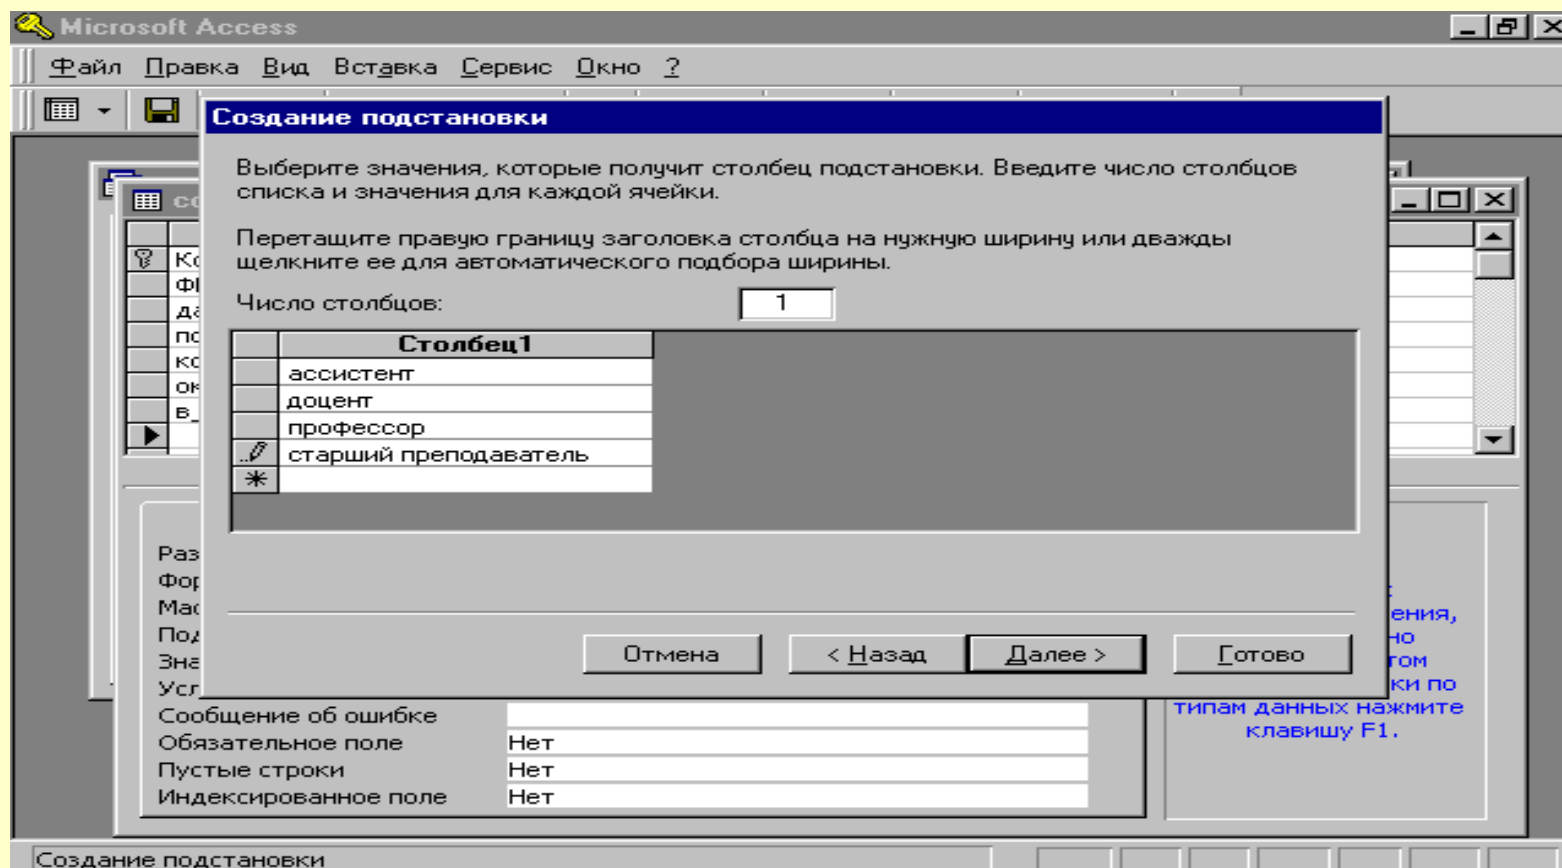 Microsoft Access
Файл Правка Вид Вставка Сервис Окно ?
Создание подстановки
Выберите значения, которые получит столбец подстановки. Введите число столбцов
списка и значения для каждой ячейки.
Перетащите правую границу заголовка столбца на нужную ширину или дважды
щелкните ее для автоматического подбора ширины.
Число столбцов: 1
Столбец1
ассистент
доцент
профессор
старший преподаватель
Отмена < Назад Далее > Готово
ки по
типам данных нажмите
клавишу F1.
Сообщение об ошибке
Обязательное поле Нет
Пустые строки Нет
Индексированное поле Нет
Создание подстановки